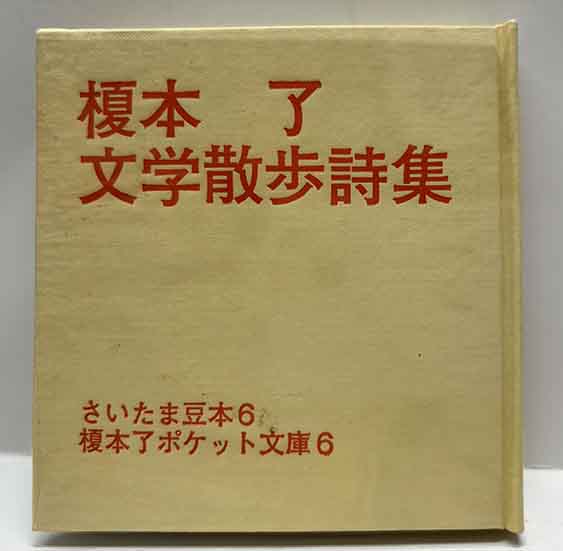 榎本　了
文学散歩詩集
さいたま豆本6
榎本了ポケット文庫6